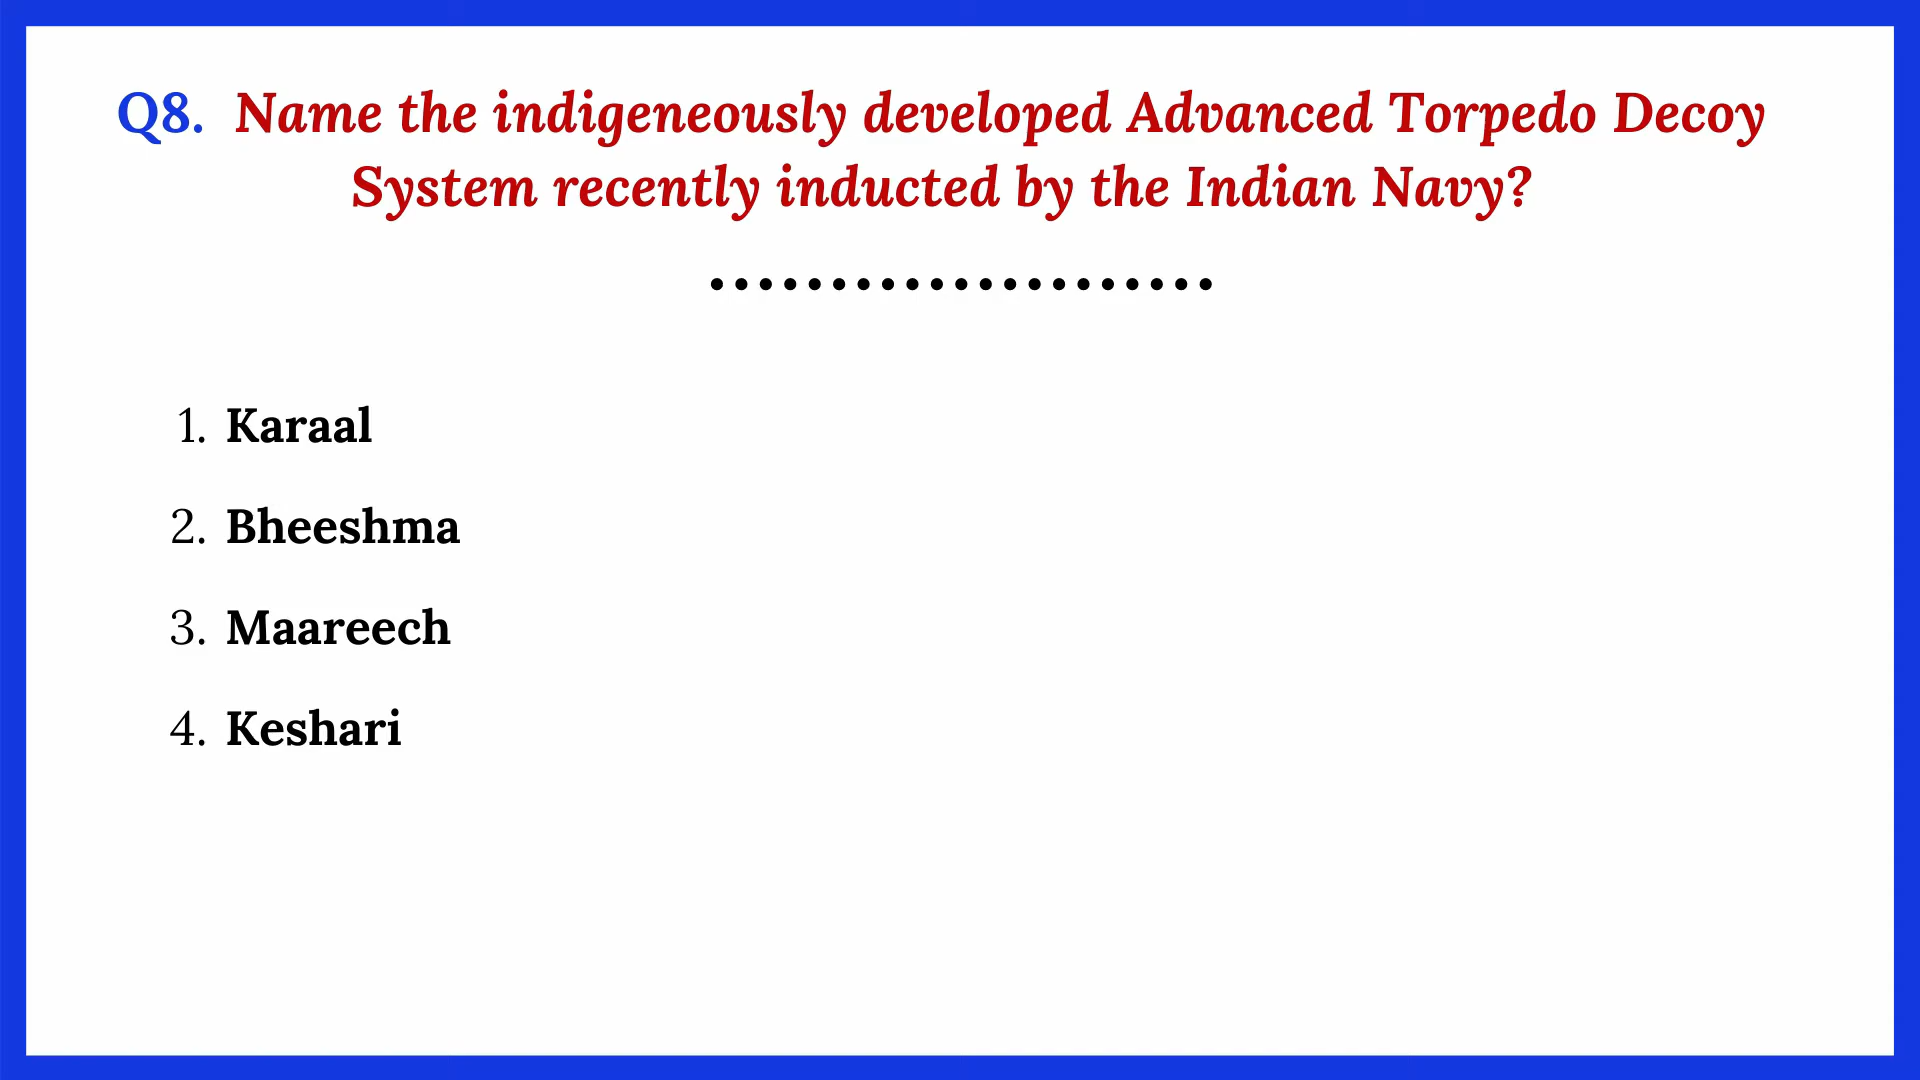 Q8. Name the indigeneously developed Advanced Torpedo Decoy
System recently inducted by the Indian Navy?
1. Karaal
2. Bheeshma
3. Maareech
4. Keshari